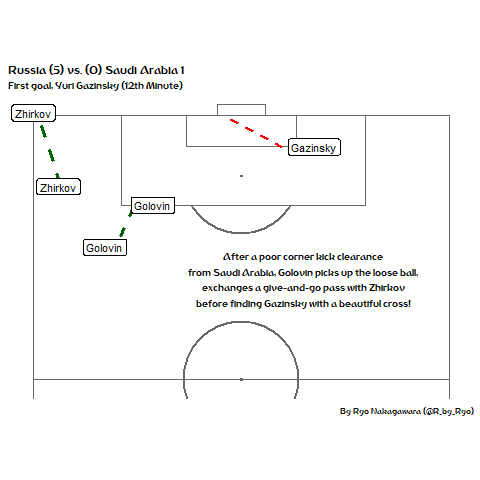 Russia (5) vs. (0) Saudi Arabia 1
First goal, Yuri Gazinsky (12th Minute)
Zhirkov
Gazinsky
Zhirkov
Golovin
Golovin
After a poor corner kick clearance
from Saudi Arabia, Golovin picks up the loose ball,
exchanges a give-and-go pass with Zhirkov
before finding Gazinsky with a beautiful cross!
By Ryo Nakagawara (@R_by_Ryo)